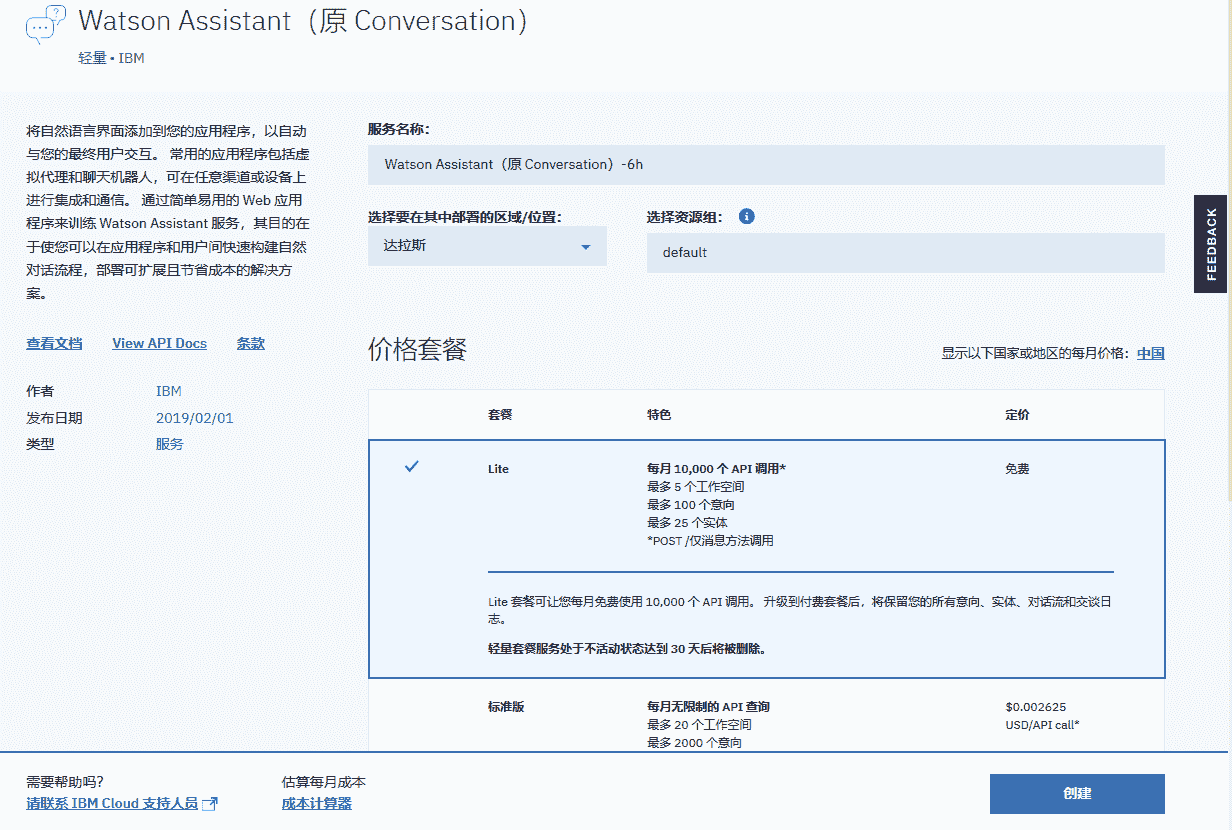 Watson Assistant（原 Conversation）
轻量 • IBM
将自然语言界面添加到您的应用程序，以自动
与您的最终用户交互。 常用的应用程序包括虚
拟代理和聊天机器人，可在任意渠道或设备上
进行集成和通信。 通过简单易用的 Web 应用
程序来训练 Watson Assistant 服务，其目的在
于使您可以在应用程序和用户间快速构建自然
对话流程，部署可扩展且节省成本的解决方
案。
查看文档 View API Docs 条款
作者 IBM
发布日期 2019/02/01
类型 服务
服务名称：
Watson Assistant（原 Conversation）-6h
选择要在其中部署的区域/位置： 选择资源组：
达拉斯 default
价格套餐 显示以下国家或地区的每月价格： 中国
套餐 特色 定价
Lite 每月 10,000 个 API 调用* 免费
最多 5 个工作空间
最多 100 个意向
最多 25 个实体
*POST /仅消息方法调用
Lite 套餐可让您每月免费使用 10,000 个 API 调用。 升级到付费套餐后，将保留您的所有意向、实体、对话流和交谈日
志。
轻量套餐服务处于不活动状态达到 30 天后将被删除。
标准版 每月无限制的 API 查询 $0.002625
最多 20 个工作空间 USD/API call*
最多 2000 个意向
FEEDBACK
需要帮助吗？ 估算每月成本
请联系 IBM Cloud 支持人员 成本计算器
创建